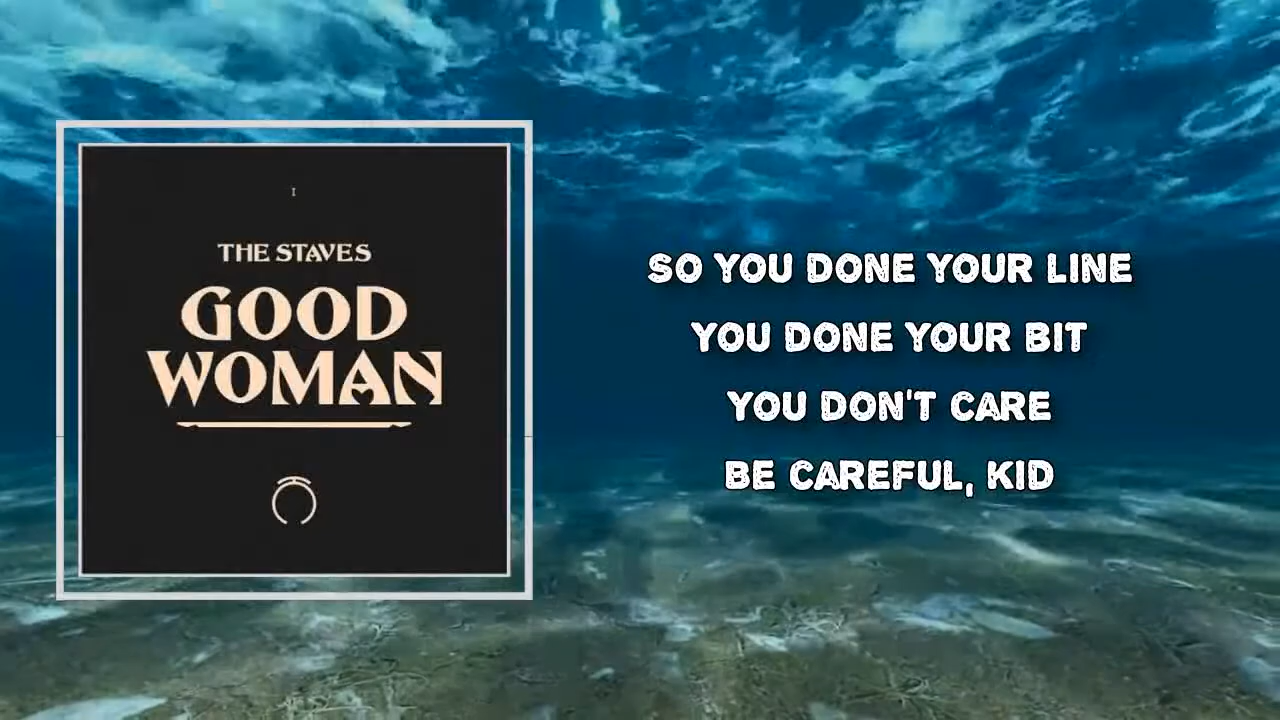 I
THE STAVES
GOOD
WOMAN
SO YOU DONE YOUR LINE
YOU DONE YOUR BIT
YOU DON'T CARE
BE CAREFUL, KID